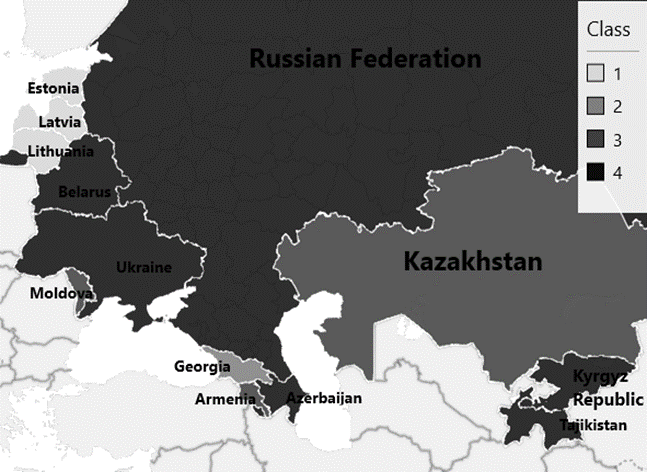 Class
1
2
3
4
Russian Federation
Estonia
Latvia
Lithuania
Belarus
Ukraine
Kazakhstan
Moldova
Georgia
Armenia
Azerbaijan
Kyrgyz
Republic
Tajikistan